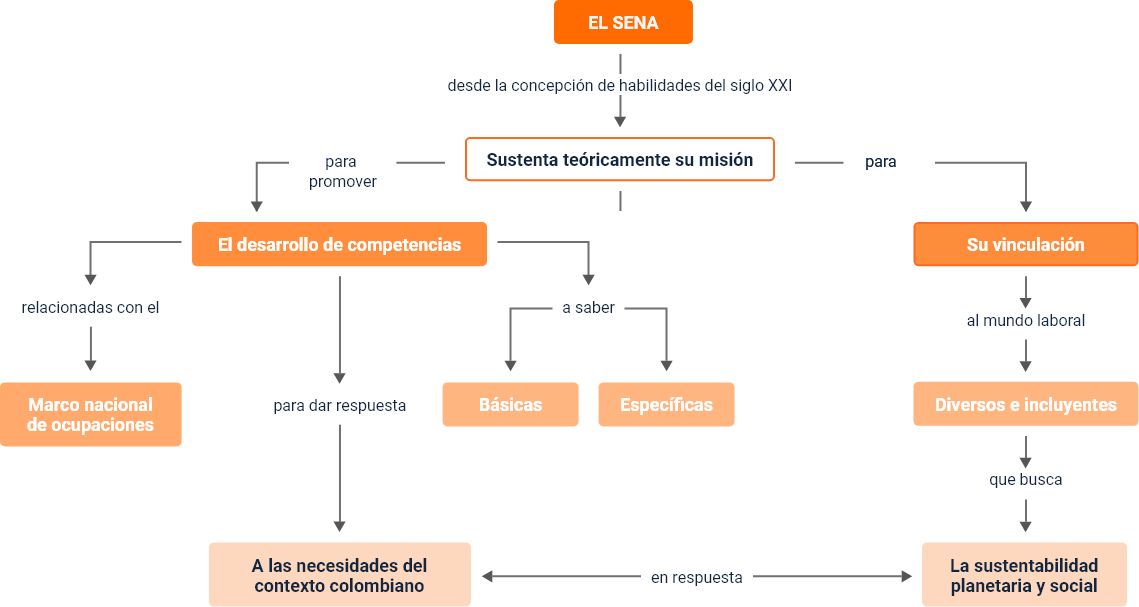 EL SENA
desde la concepción de habilidades del siglo XXI
Sustenta teóricamente su misión
para
promover
para
El desarrollo de competencias
Su vinculación
relacionadas con el
a saber
al mundo laboral
Marco nacional
de ocupaciones
para dar respuesta
Básicas
Específicas
Diversos e incluyentes
que busca
A las necesidades del
contexto colombiano
en respuesta
La sustentabilidad
planetaria y social